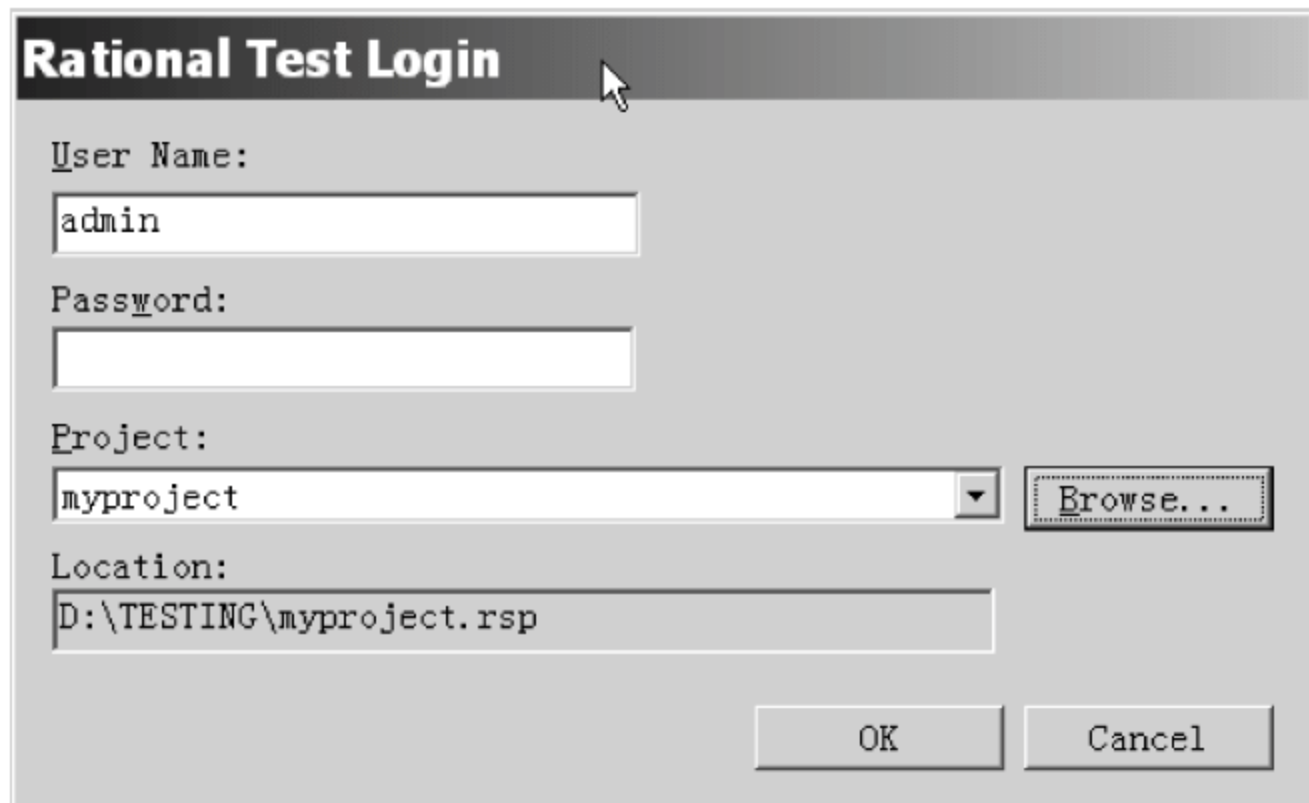 Rational Test Login
User Name:
admin
Password:
Project:
myproject
Browse...
Location:
D:\TESTING\myproject.rsp
OK Cancel